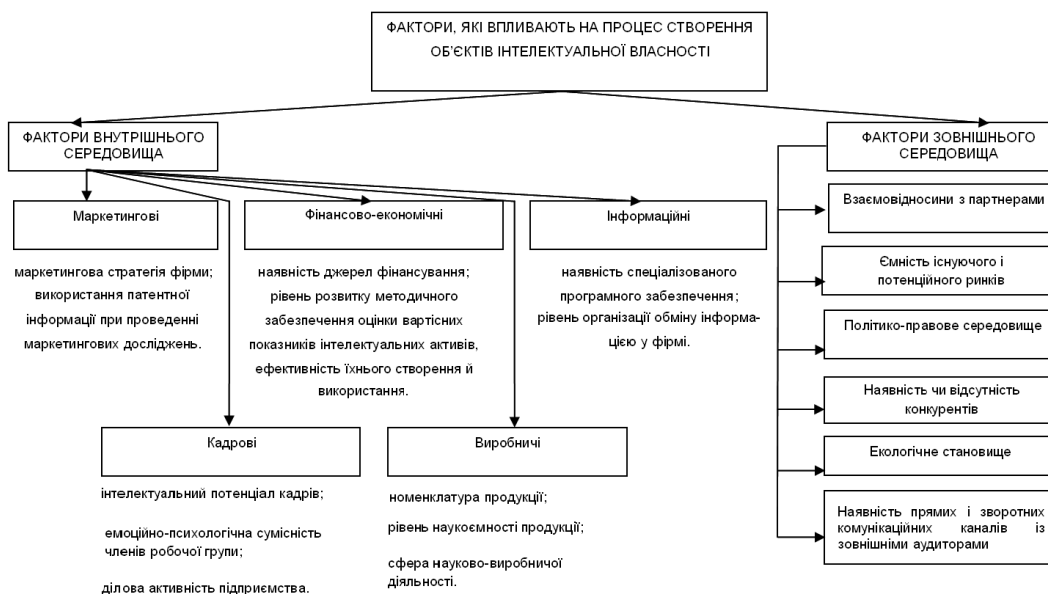 ФАКТОРИ, ЯКІ ВПЛИВАЮТЬ НА ПРОЦЕС СТВОРЕННЯ
ОБ'ЄКТІВ ІНТЕЛЕКТУАЛЬНОЇ ВЛАСНОСТІ
ФАКТОРИ ВНУТРІШНЬОГО
СЕРЕДОВИЩА
ФАКТОРИ ЗОВНІШНЬОГО
СЕРЕДОВИЩА
Маркетингові
маркетингова стратегія фірми;
використання патентної
інформації при проведенні
маркетингових досліджень.
Фінансово-економічні
наявність джерел фінансування;
рівень розвитку методичного
забезпечення оцінки вартісних
показників інтелектуальних активів,
ефективність їхнього створення й
використання.
Інформаційні
наявність спеціалізованого
програмного забезпечення;
рівень організації обміну інформа-
цією у фірмі.
Кадрові
інтелектуальний потенціал кадрів;
емоційно-психологічна сумісність
членів робочої групи;
ділова активність підприємства.
Виробничі
номенклатура продукції;
рівень наукоємності продукції;
сфера науково-виробничої
діяльності.
Взаємовідносини з партнерами
Ємність існуючого і
потенційного ринків
Політико-правове середовище
Наявність чи відсутність
конкурентів
Екологічне становище
Наявність прямих і зворотних
комунікаційних каналів із
зовнішніми аудиторами